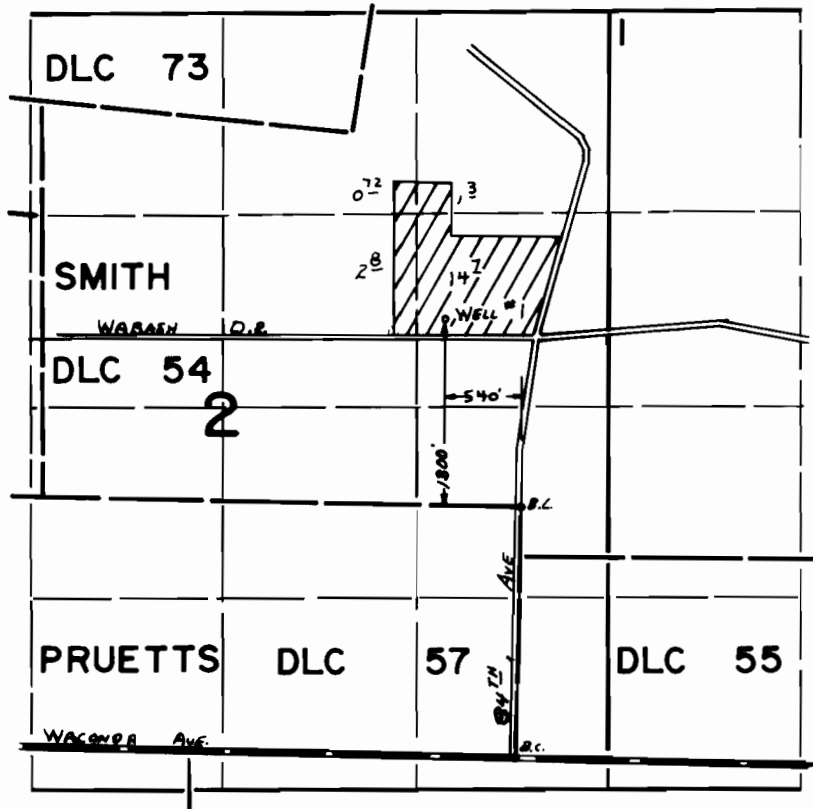 1
DLC 73
0 72
.3
2 8
SMITH
14 7
WELL #1
WABASH DR.
DLC 54
540'
2
1800'
B.C.
AVE
PRUETTS DLC 57
DLC 55
84TH
WACONDA AVE.
B.C.